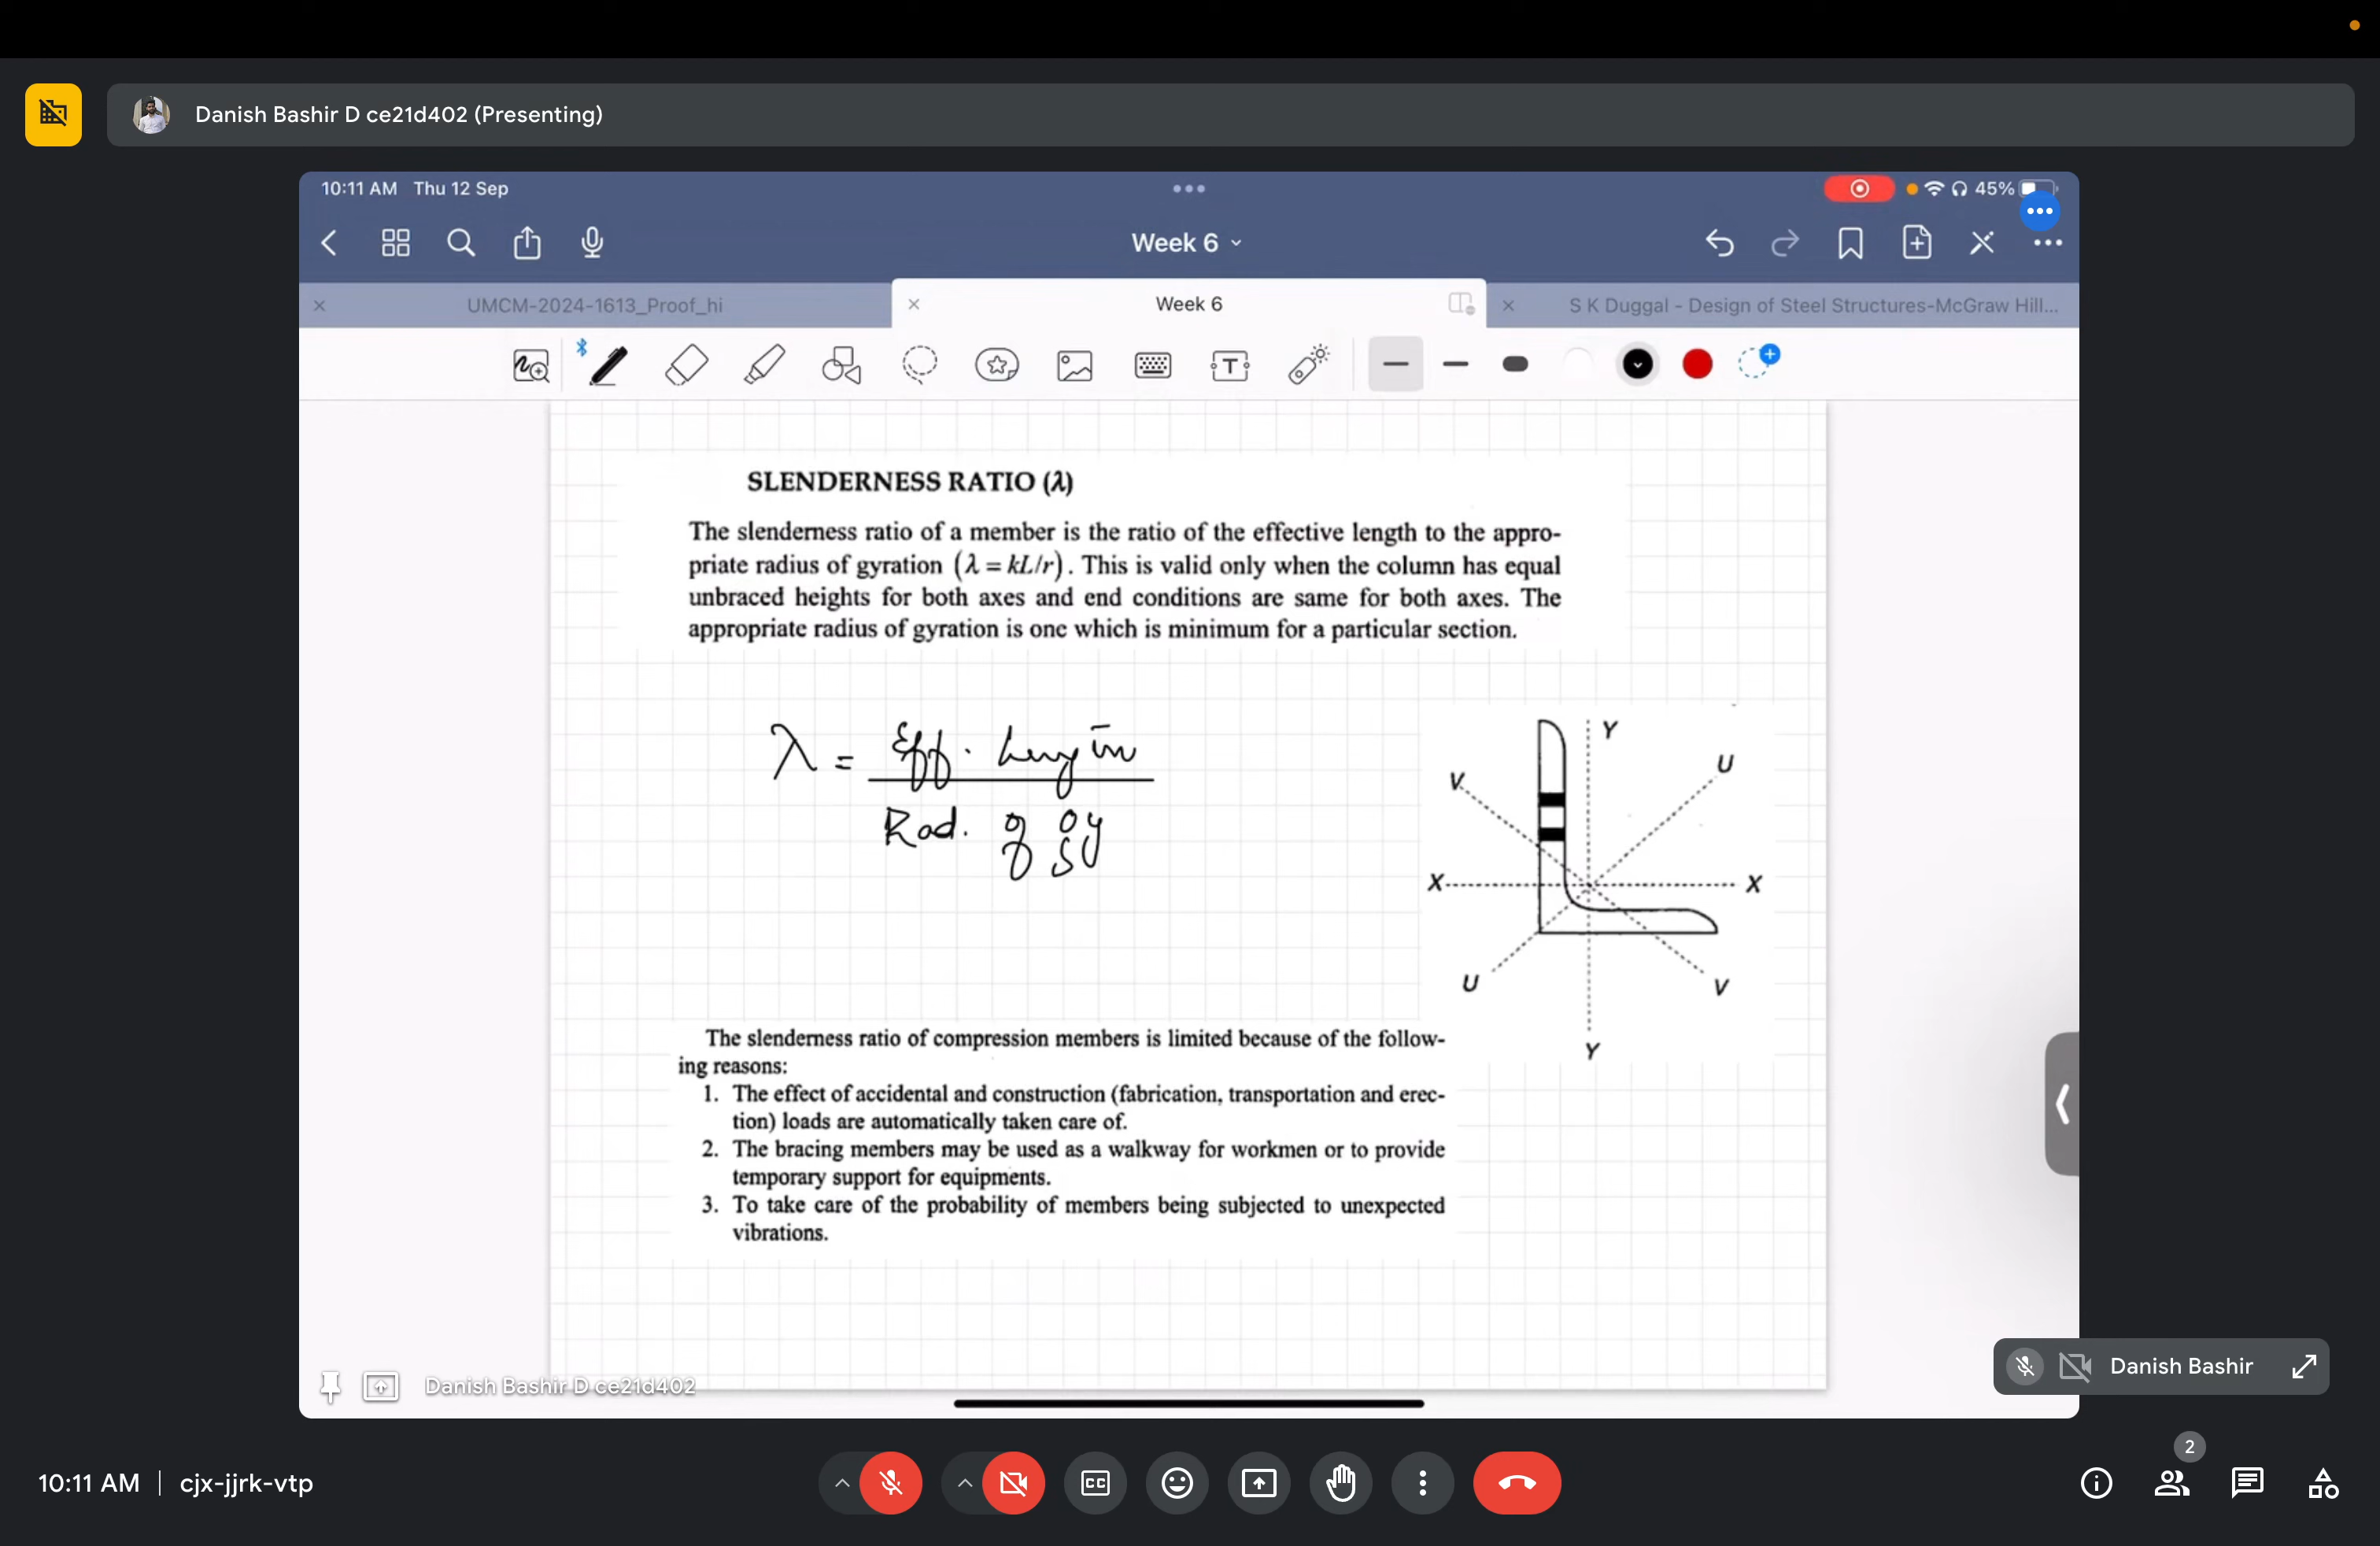 Danish Bashir D ce21d402 (Presenting)
10:11 AM Thu 12 Sep
45%
Week 6
UMCM-2024-1613_Proof_hi
Week 6
S K Duggal - Design of Steel Structures-McGraw Hill...
T
SLENDERNESS RATIO (λ)
The slenderness ratio of a member is the ratio of the effective length to the appro-
priate radius of gyration (λ = kL/r). This is valid only when the column has equal
unbraced heights for both axes and end conditions are same for both axes. The
appropriate radius of gyration is one which is minimum for a particular section.
λ = Eff. Length
Rad. of gy
Y
U
V
X
X
U
V
Y
The slenderness ratio of compression members is limited because of the follow-
ing reasons:
1. The effect of accidental and construction (fabrication, transportation and erec-
tion) loads are automatically taken care of.
2. The bracing members may be used as a walkway for workmen or to provide
temporary support for equipments.
3. To take care of the probability of members being subjected to unexpected
vibrations.
Danish Bashir D ce21d402
Danish Bashir
2
10:11 AM | cjx-jjrk-vtp
CC